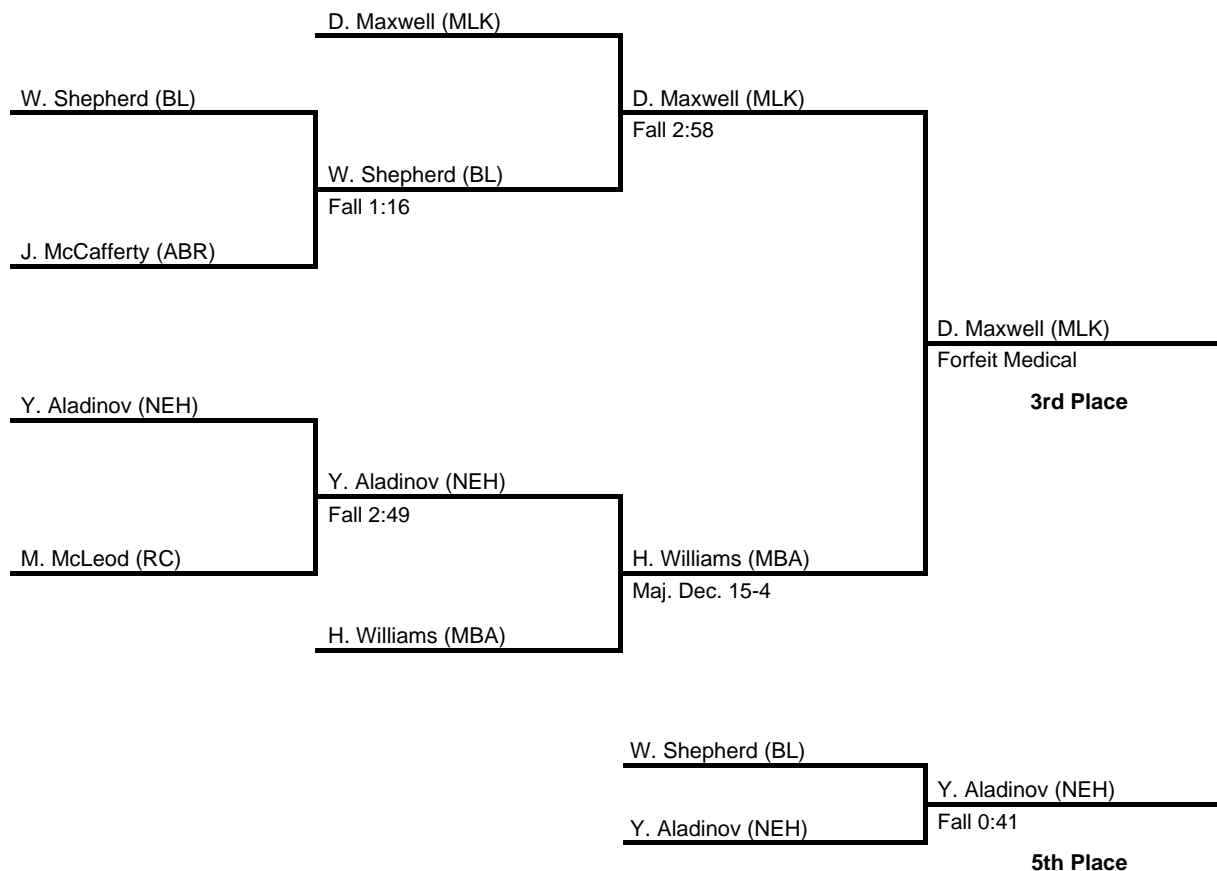 D. Maxwell (MLK)
W. Shepherd (BL)
D. Maxwell (MLK)
Fall 2:58
W. Shepherd (BL)
Fall 1:16
J. McCafferty (ABR)
D. Maxwell (MLK)
Forfeit Medical
3rd Place
Y. Aladinov (NEH)
Y. Aladinov (NEH)
Fall 2:49
M. McLeod (RC)
H. Williams (MBA)
Maj. Dec. 15-4
H. Williams (MBA)
W. Shepherd (BL)
Y. Aladinov (NEH)
Fall 0:41
Y. Aladinov (NEH)
5th Place